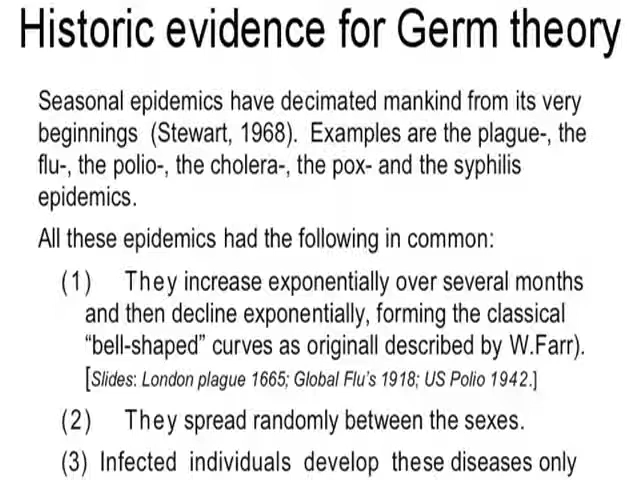 Historic evidence for Germ theory
Seasonal epidemics have decimated mankind from its very
beginnings (Stewart, 1968). Examples are the plague-, the
flu-, the polio-, the cholera-, the pox- and the syphilis
epidemics.
All these epidemics had the following in common:
(1) They increase exponentially over several months
and then decline exponentially, forming the classical
“bell-shaped” curves as originall described by W.Farr).
[Slides: London plague 1665; Global Flu’s 1918; US Polio 1942.]
(2) They spread randomly between the sexes.
(3) Infected individuals develop these diseases only